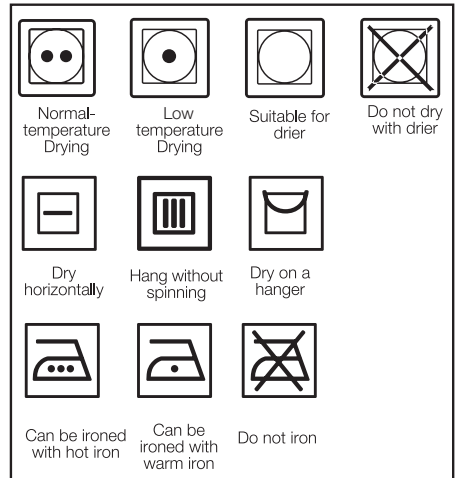 Normal-
temperature
Drying
Low
temperature
Drying
Suitable for
drier
Do not dry
with drier
Dry
horizontally
Hang without
spinning
Dry on a
hanger
Can be ironed
with hot iron
Can be
ironed with
warm iron
Do not iron